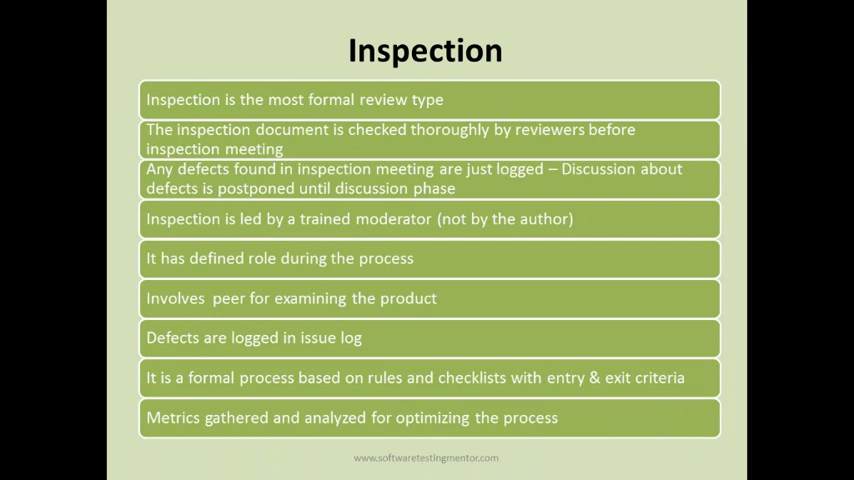 Inspection
Inspection is the most formal review type
The inspection document is checked thoroughly by reviewers before
inspection meeting
Any defects found in inspection meeting are just logged – Discussion about
defects is postponed until discussion phase
Inspection is led by a trained moderator (not by the author)
It has defined role during the process
Involves  peer for examining the product
Defects are logged in issue log
It is a formal process based on rules and checklists with entry & exit criteria
Metrics gathered and analyzed for optimizing the process
www.softwaretestingmentor.com